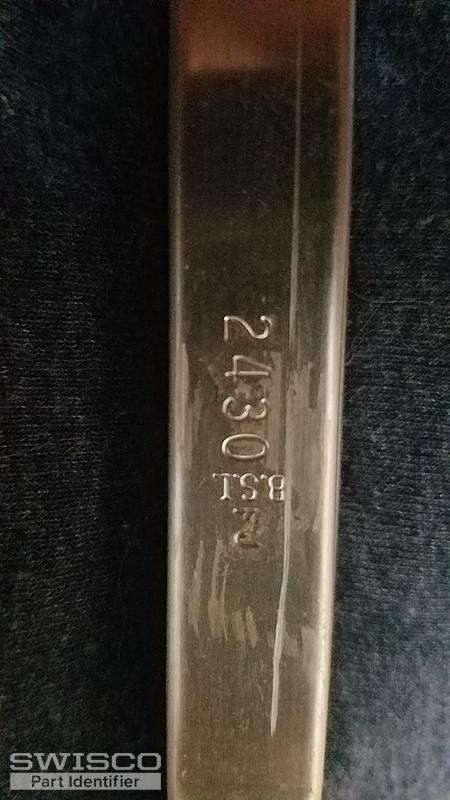 2430
B.S.I.
SWISCO
Part Identifier